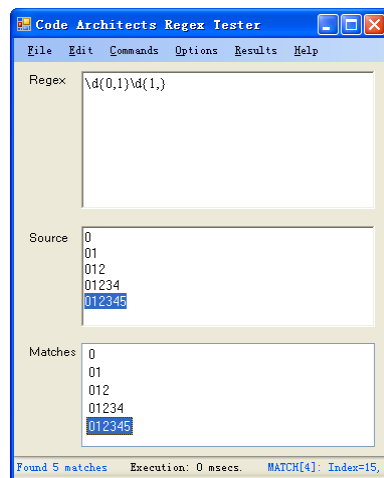 Code Architects Regex Tester
File Edit Commands Options Results Help
Regex
\d{0,1}\d{1,}
Source
0
01
012
01234
012345
Matches
0
01
012
01234
012345
Found 5 matches Execution: 0 msecs. MATCH[4]: Index=15,